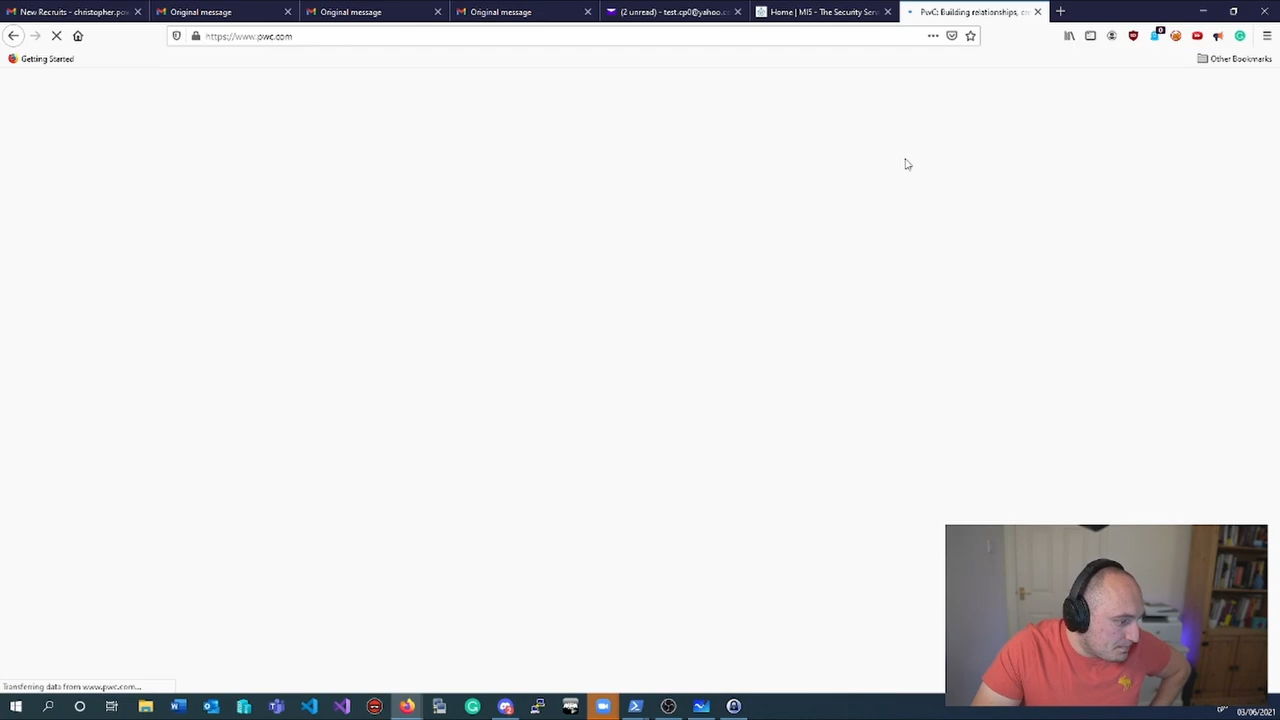 New Recruits - christopher.pow
Original message
Original message
Original message
(2 unread) - test.cp0@yahoo.c
Home | MI5 - The Security Serv
PwC: Building relationships, cr
https://www.pwc.com
Getting Started
Other Bookmarks
Transferring data from www.pwc.com...
03/06/2021